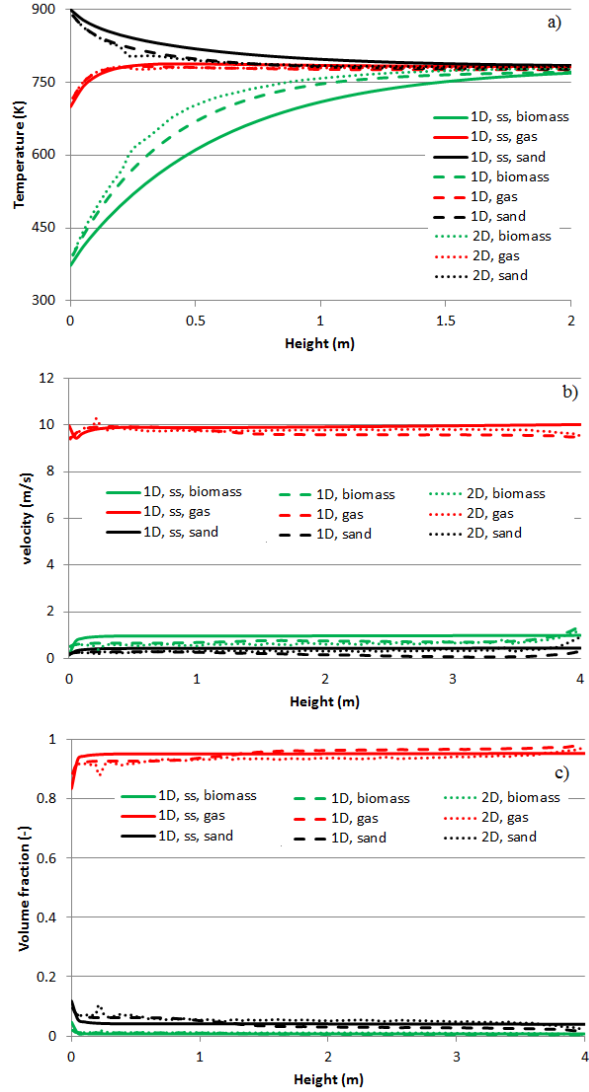 a)
Temperature (K)
900
750
600
450
300
1D, ss, biomass
1D, ss, gas
1D, ss, sand
1D, biomass
1D, gas
1D, sand
2D, biomass
2D, gas
2D, sand
0 0.5 1 1.5 2
Height (m)
b)
velocity (m/s)
12
10
8
6
4
2
0
1D, ss, biomass 1D, biomass 2D, biomass
1D, ss, gas 1D, gas 2D, gas
1D, ss, sand 1D, sand 2D, sand
0 1 2 3 4
Height (m)
c)
Volume fraction (-)
1
0.8
0.6
0.4
0.2
0
1D, ss, biomass 1D, biomass 2D, biomass
1D, ss, gas 1D, gas 2D, gas
1D, ss, sand 1D, sand 2D, sand
0 1 2 3 4
Height (m)